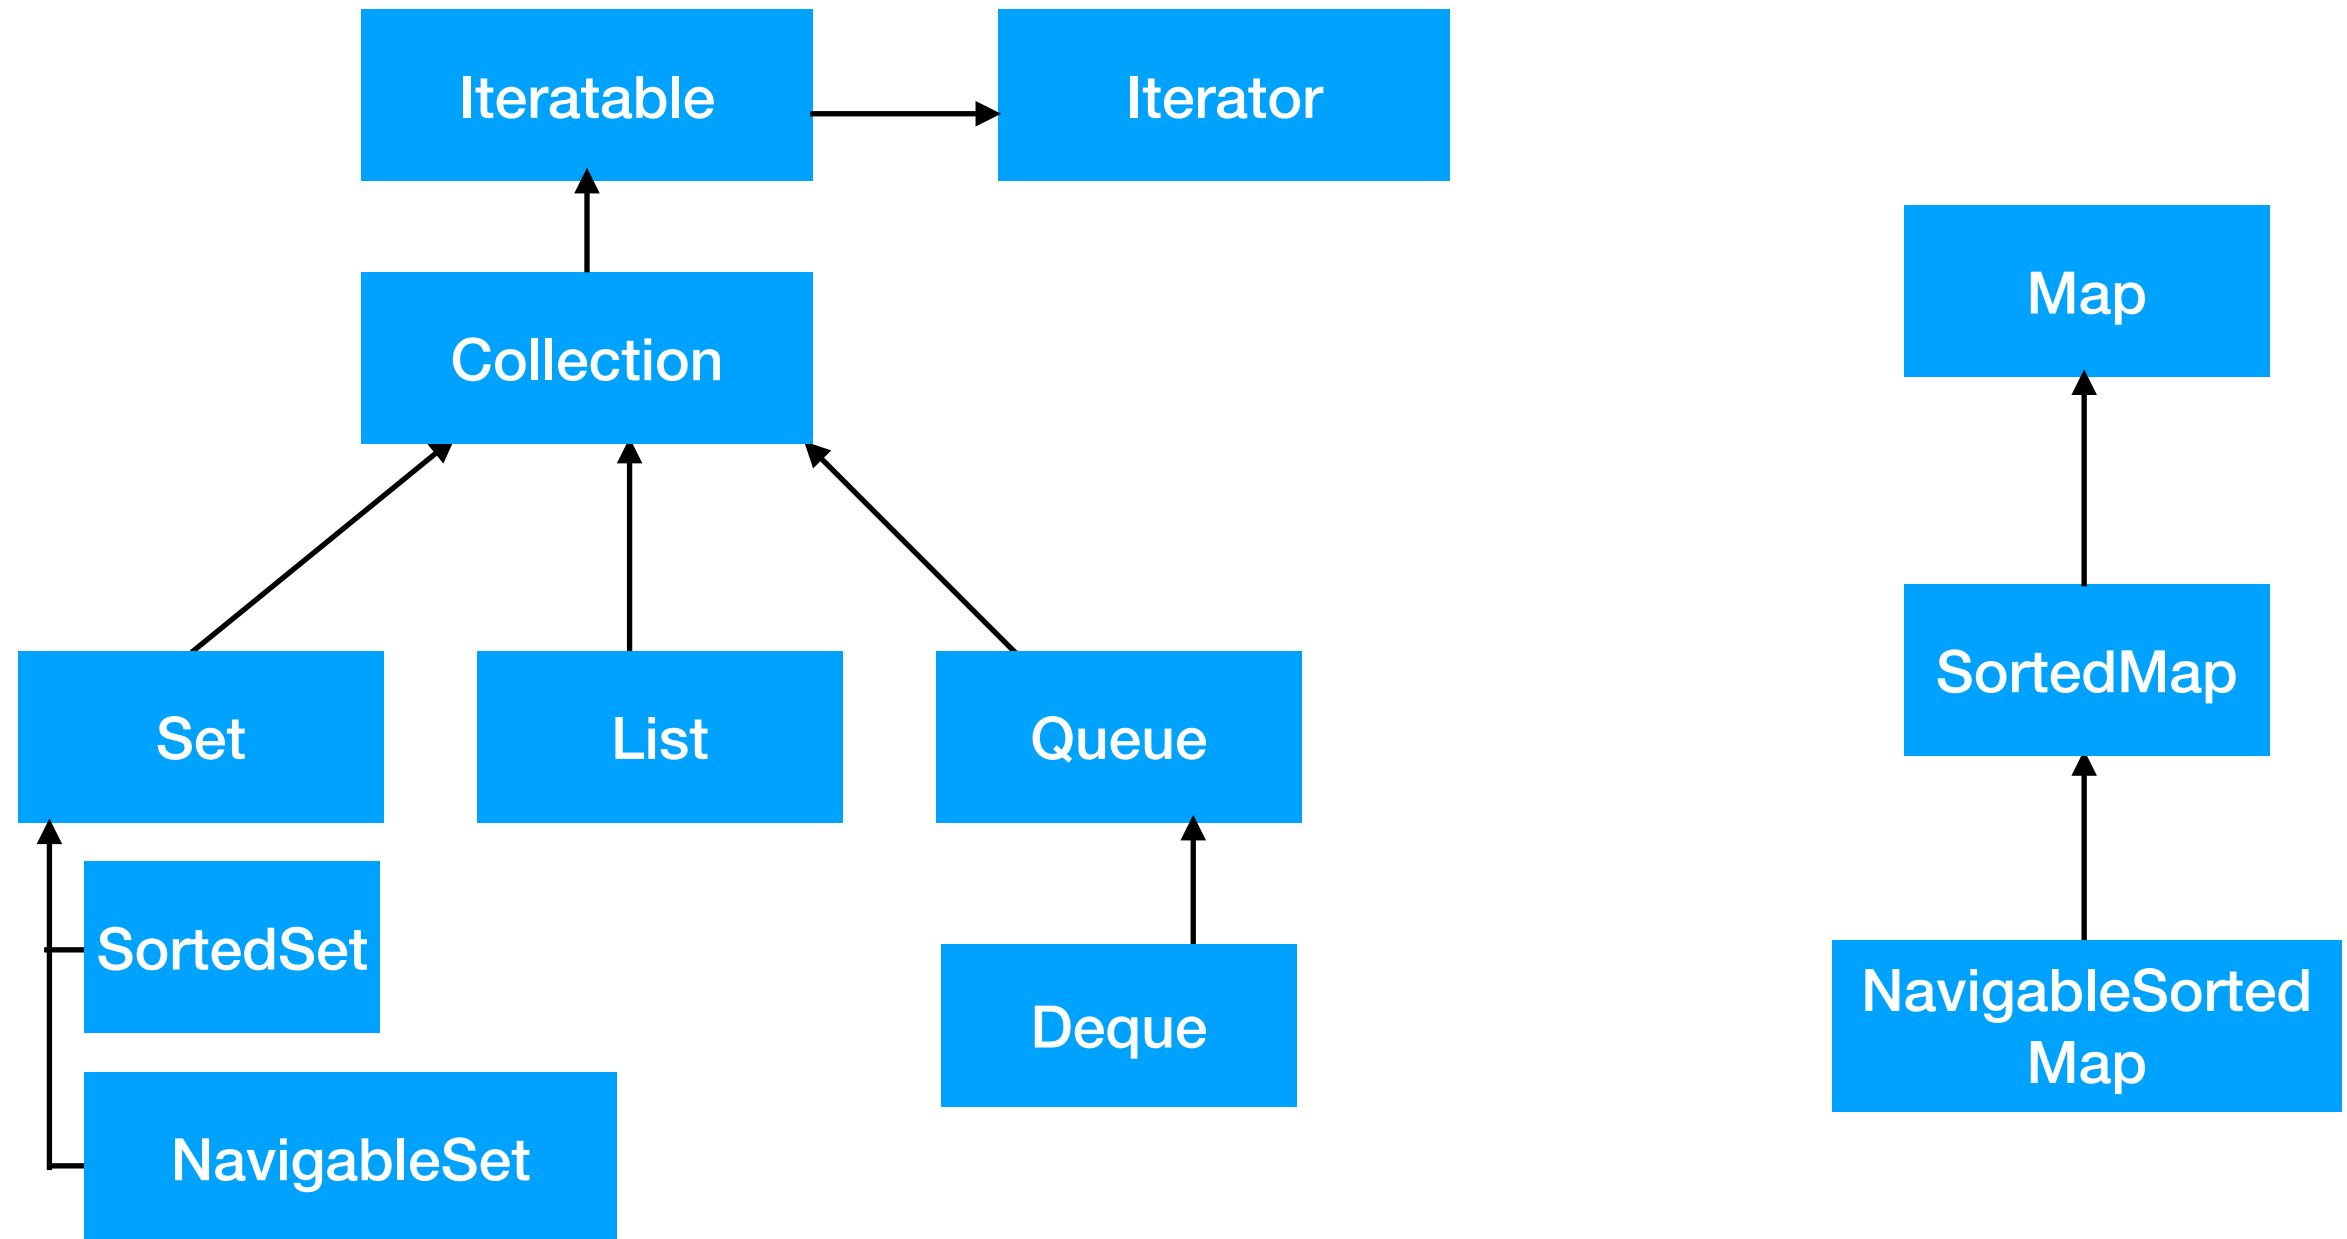 Iteratable
Iterator
Collection
Map
Set
List
Queue
SortedMap
SortedSet
Deque
NavigableSorted
Map
NavigableSet